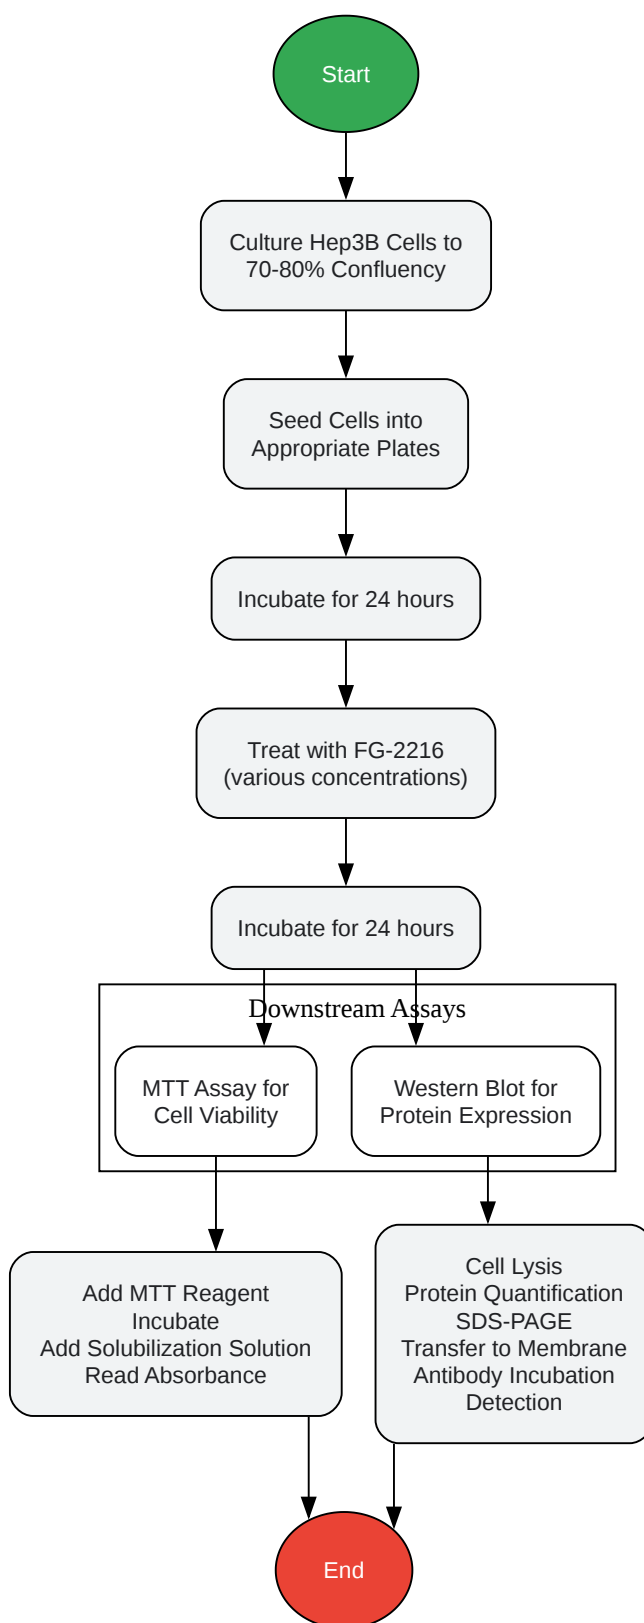 Start
Culture Hep3B Cells to
70-80% Confluency
Seed Cells into
Appropriate Plates
Incubate for 24 hours
Treat with FG-2216
(various concentrations)
Incubate for 24 hours
Downstream Assays
MTT Assay for
Cell Viability
Western Blot for
Protein Expression
Add MTT Reagent
Incubate
Add Solubilization Solution
Read Absorbance
Cell Lysis
Protein Quantification
SDS-PAGE
Transfer to Membrane
Antibody Incubation
Detection
End